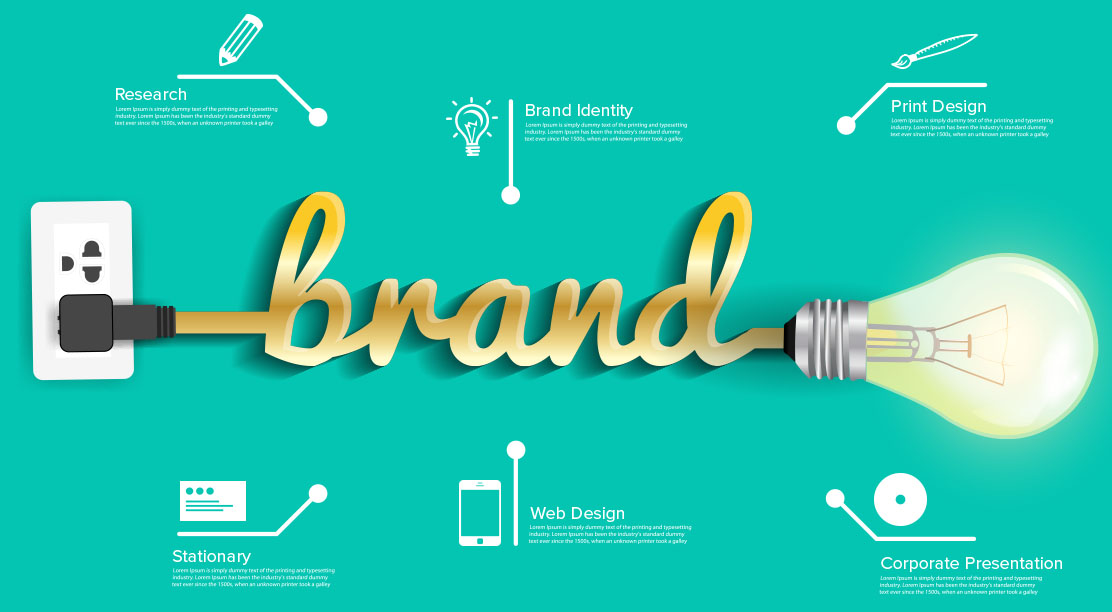 Research
Lorem Ipsum is simply dummy text of the printing and typesetting
industry. Lorem Ipsum has been the industry's standard dummy
text ever since the 1500s, when an unknown printer took a galley
Brand Identity
Lorem Ipsum is simply dummy text of the printing and typesetting
industry. Lorem Ipsum has been the industry's standard dummy
text ever since the 1500s, when an unknown printer took a galley
Print Design
Lorem Ipsum is simply dummy text of the printing and typesetting
industry. Lorem Ipsum has been the industry's standard dummy
text ever since the 1500s, when an unknown printer took a galley
brand
Stationary
Lorem Ipsum is simply dummy text of the printing and typesetting
industry. Lorem Ipsum has been the industry's standard dummy
text ever since the 1500s, when an unknown printer took a galley
Web Design
Lorem Ipsum is simply dummy text of the printing and typesetting
industry. Lorem Ipsum has been the industry's standard dummy
text ever since the 1500s, when an unknown printer took a galley
Corporate Presentation
Lorem Ipsum is simply dummy text of the printing and typesetting
industry. Lorem Ipsum has been the industry's standard dummy
text ever since the 1500s, when an unknown printer took a galley